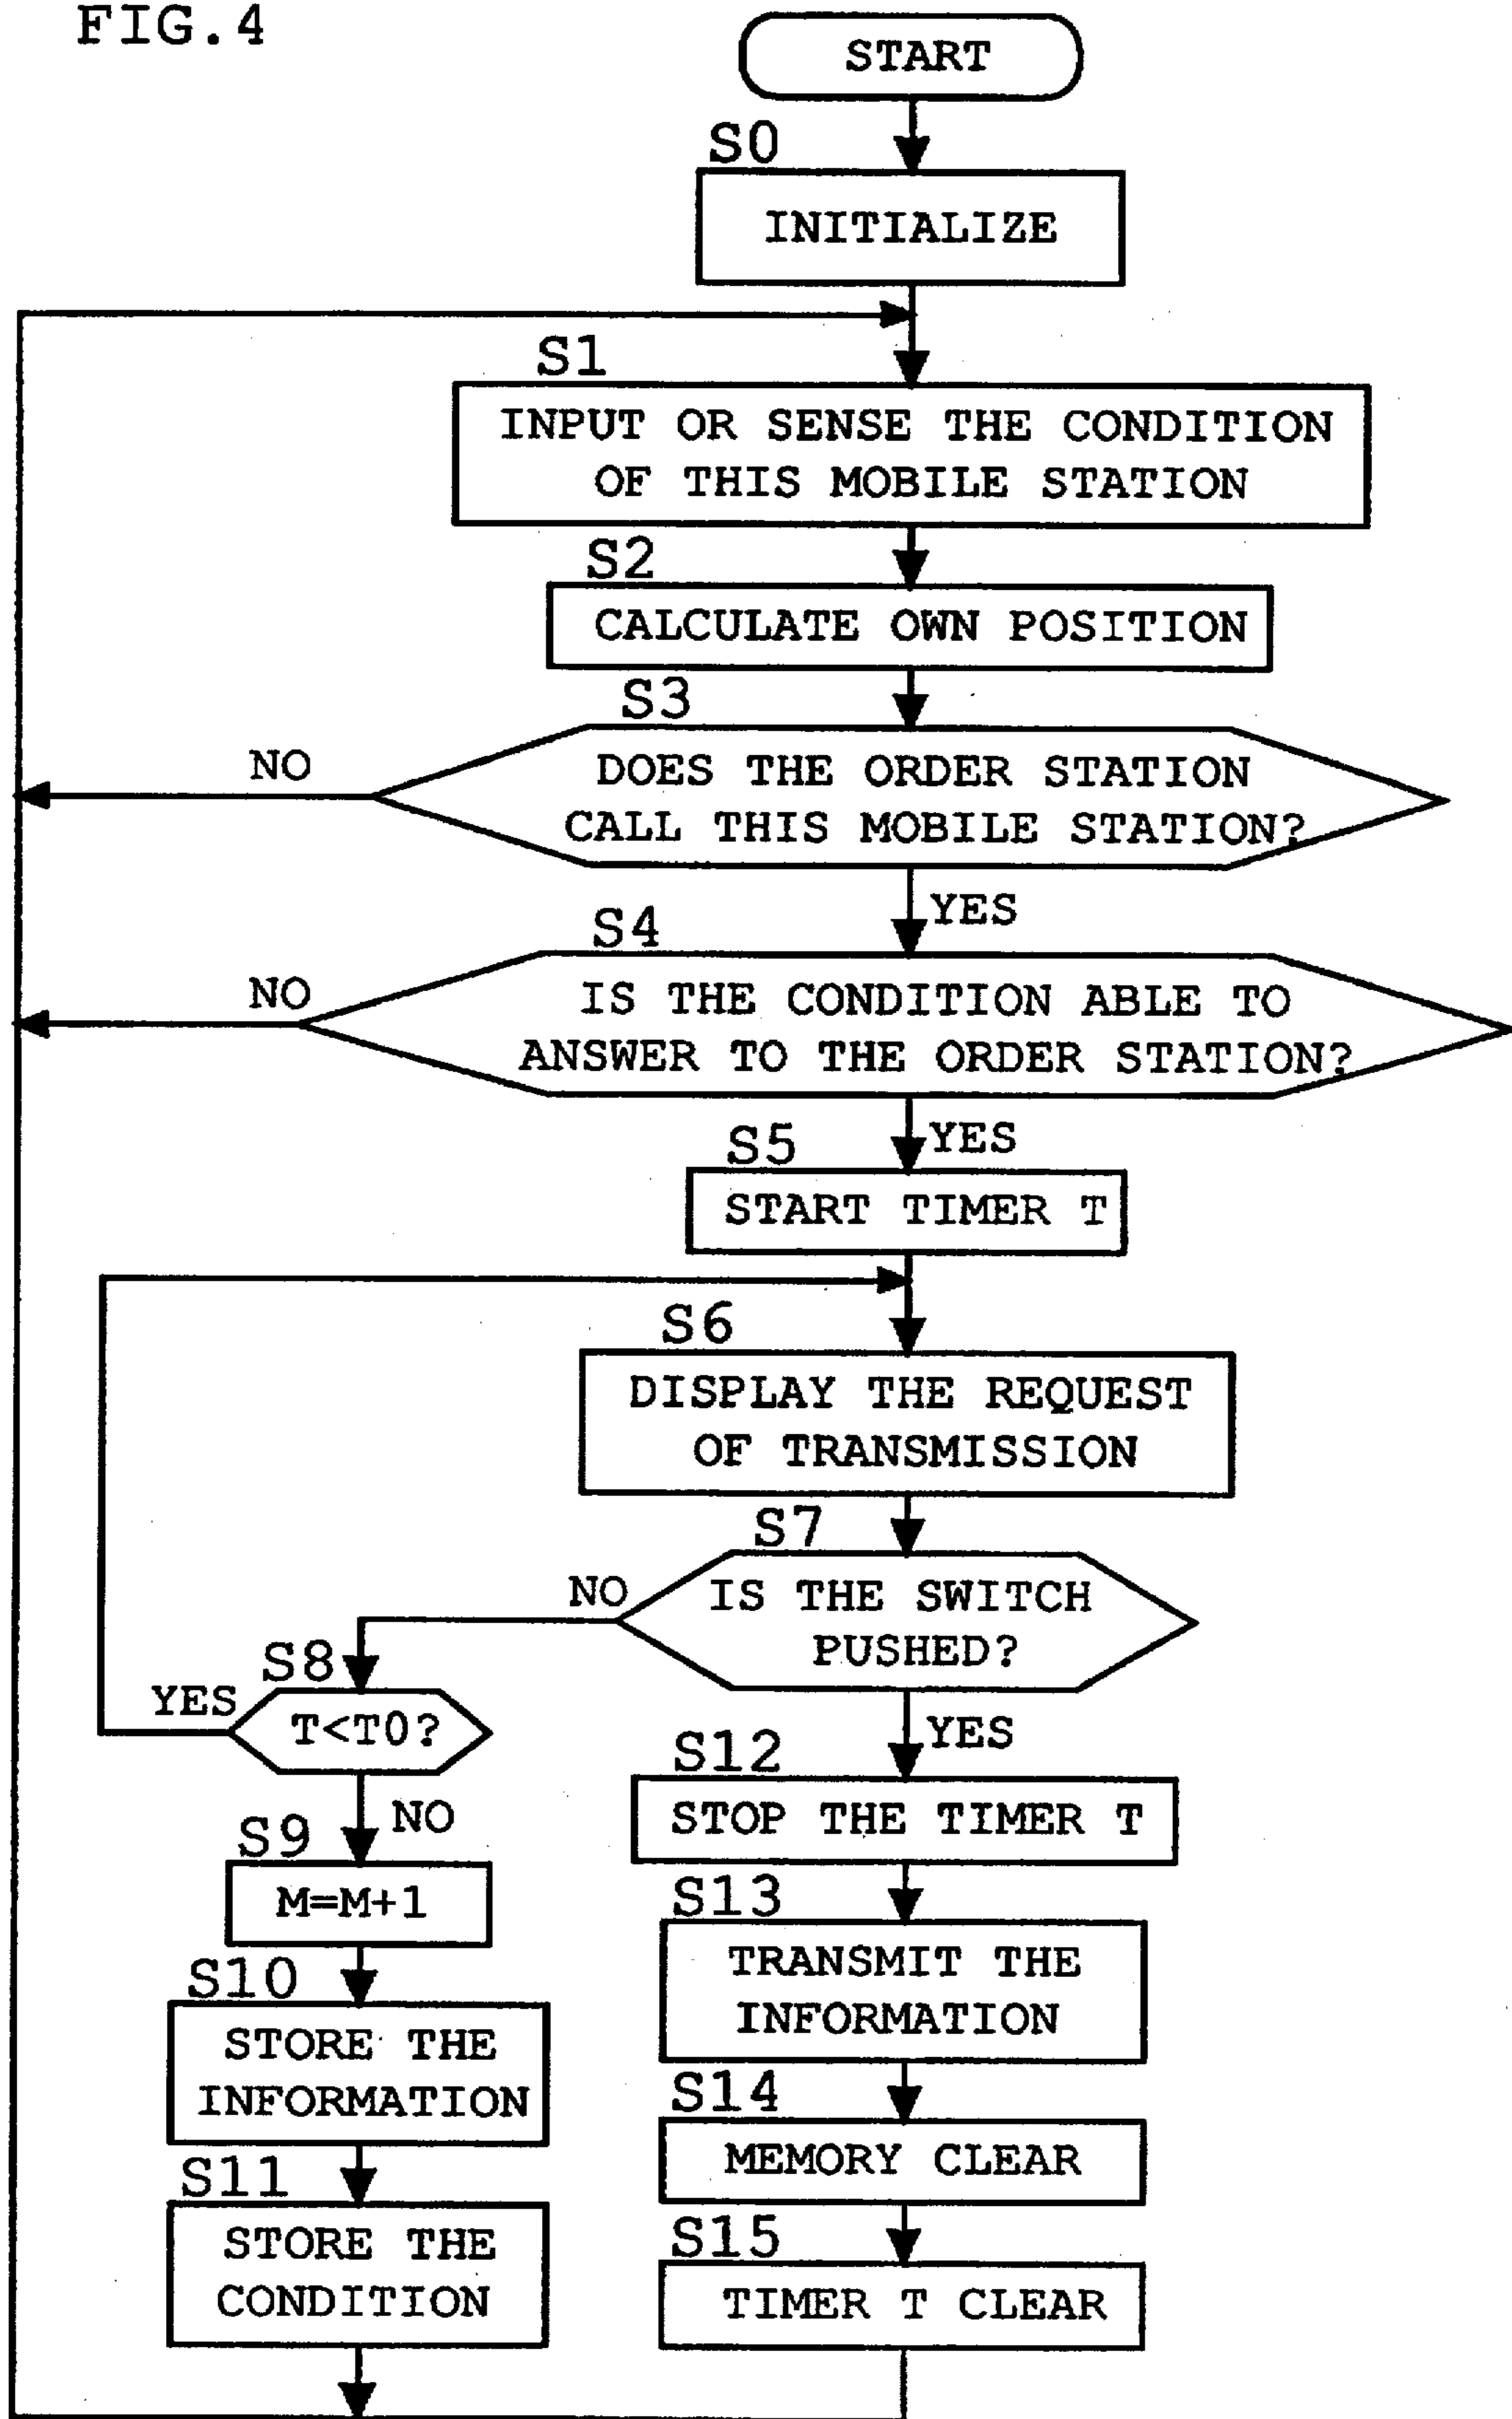 FIG.4
START
S0
INITIALIZE
S1
INPUT OR SENSE THE CONDITION
OF THIS MOBILE STATION
S2
CALCULATE OWN POSITION
S3
NO
DOES THE ORDER STATION
CALL THIS MOBILE STATION?
YES
S4
NO
IS THE CONDITION ABLE TO
ANSWER TO THE ORDER STATION?
YES
S5
START TIMER T
S6
DISPLAY THE REQUEST
OF TRANSMISSION
S7
NO
IS THE SWITCH
PUSHED?
S8
YES
T<T0?
NO
S9
M=M+1
S10
STORE THE
INFORMATION
S11
STORE THE
CONDITION
YES
S12
STOP THE TIMER T
S13
TRANSMIT THE
INFORMATION
S14
MEMORY CLEAR
S15
TIMER T CLEAR